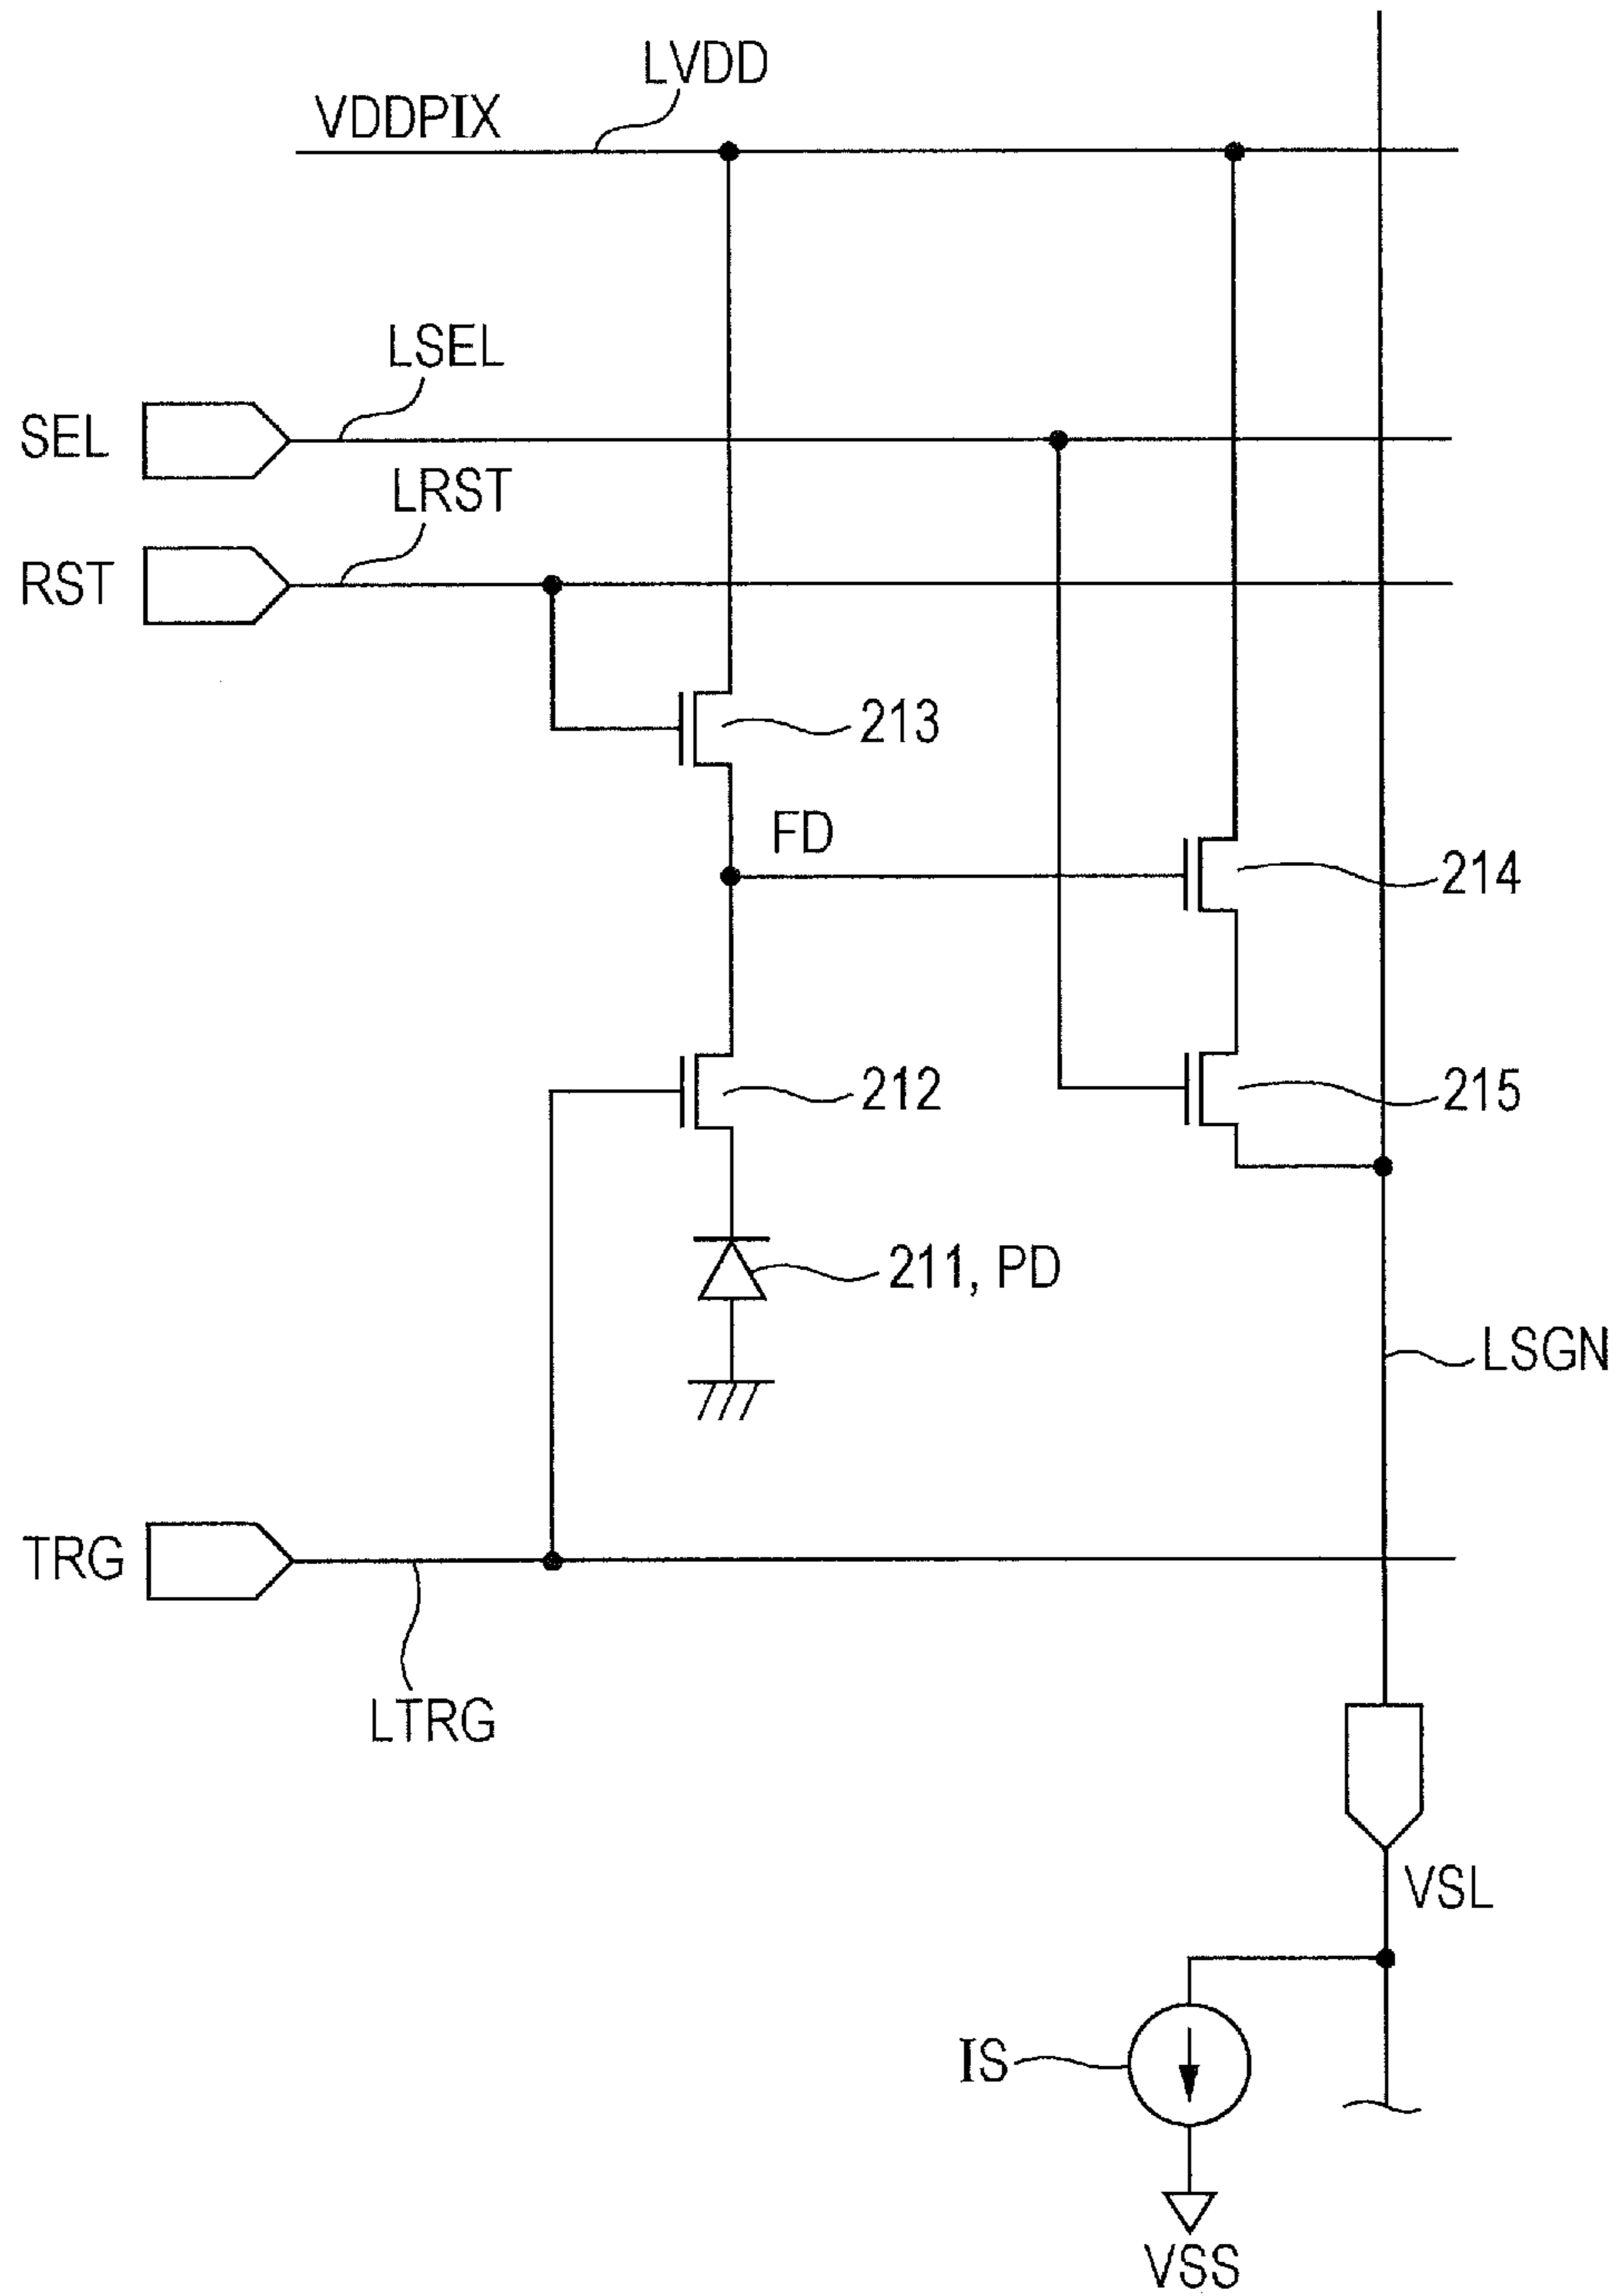 LVDD
VDDPIX
LSEL
SEL
LRST
RST
213
FD
214
212
215
211, PD
LSGN
TRG
LTRG
VSL
IS
VSS